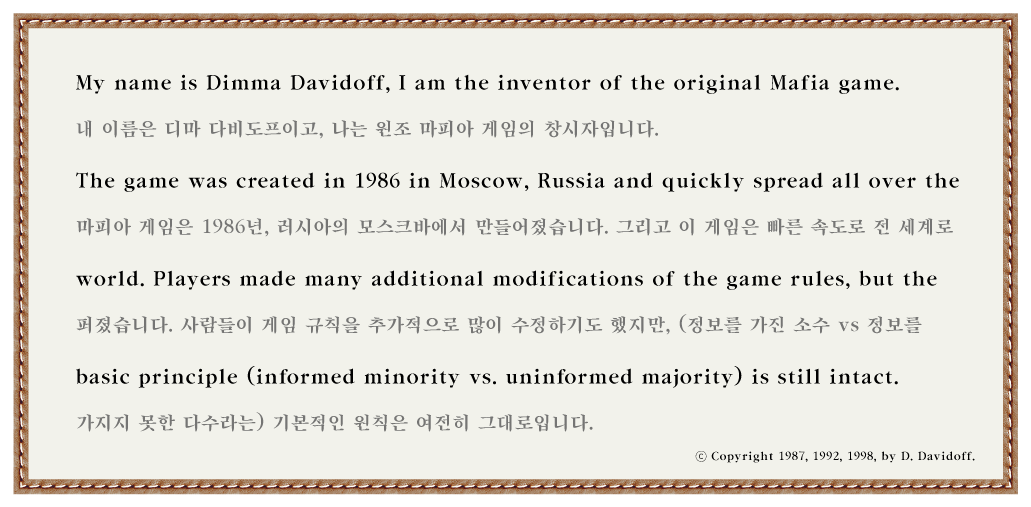 My name is Dimma Davidoff, I am the inventor of the original Mafia game.
내 이름은 디마 다비도프이고, 나는 원조 마피아 게임의 창시자입니다.
The game was created in 1986 in Moscow, Russia and quickly spread all over the
마피아 게임은 1986년, 러시아의 모스크바에서 만들어졌습니다. 그리고 이 게임은 빠른 속도로 전 세계로
world. Players made many additional modifications of the game rules, but the
퍼졌습니다. 사람들이 게임 규칙을 추가적으로 많이 수정하기도 했지만, (정보를 가진 소수 vs 정보를
basic principle (informed minority vs. uninformed majority) is still intact.
가지지 못한 다수라는) 기본적인 원칙은 여전히 그대로입니다.
ⓒ Copyright 1987, 1992, 1998, by D. Davidoff.